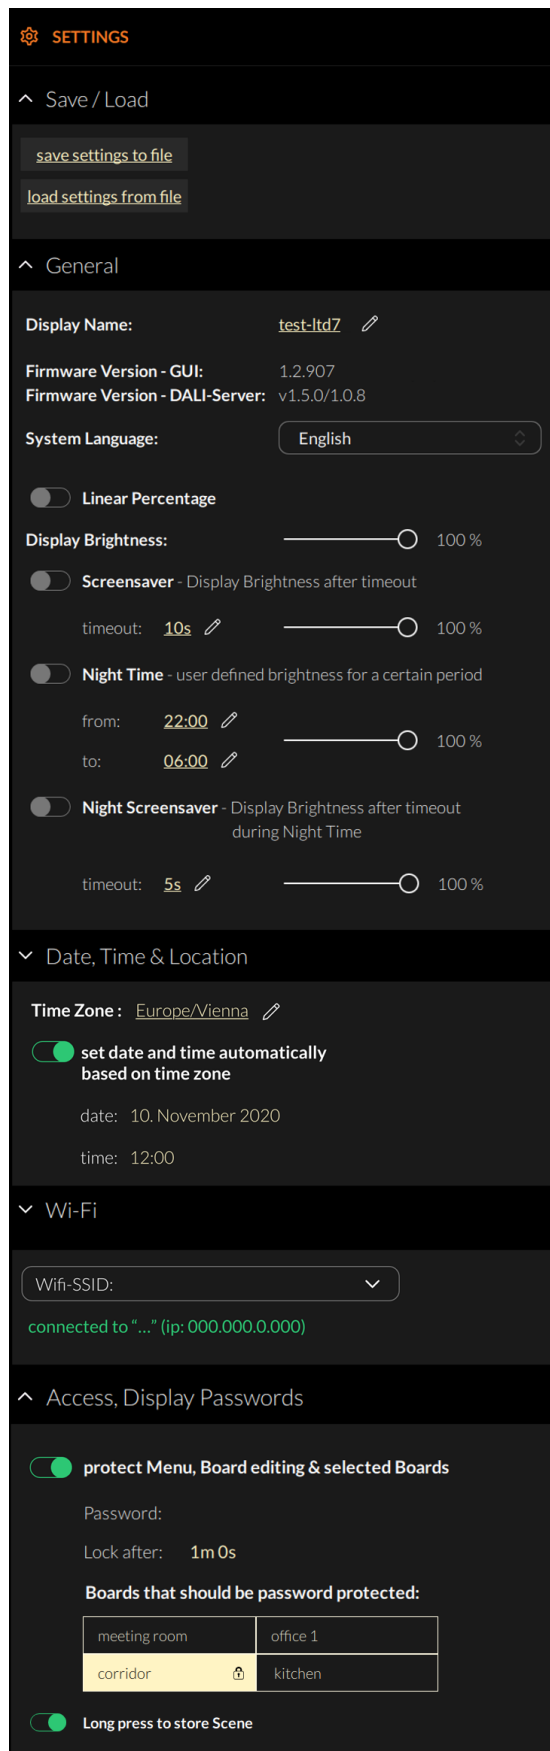 SETTINGS
Save / Load
save settings to file
load settings from file
General
Display Name: test-ltd7
Firmware Version - GUI: 1.2.907
Firmware Version - DALI-Server: v1.5.0/1.0.8
System Language: English
Linear Percentage
Display Brightness: 100 %
Screensaver - Display Brightness after timeout
timeout: 10s 100 %
Night Time - user defined brightness for a certain period
from: 22:00
100 %
to: 06:00
Night Screensaver - Display Brightness after timeout
during Night Time
timeout: 5s 100 %
Date, Time & Location
Time Zone : Europe/Vienna
set date and time automatically
based on time zone
date: 10. November 2020
time: 12:00
Wi-Fi
Wifi-SSID:
connected to “...” (ip: 000.000.0.000)
Access, Display Passwords
protect Menu, Board editing & selected Boards
Password:
Lock after: 1m 0s
Boards that should be password protected:
meeting room office 1
corridor kitchen
Long press to store Scene